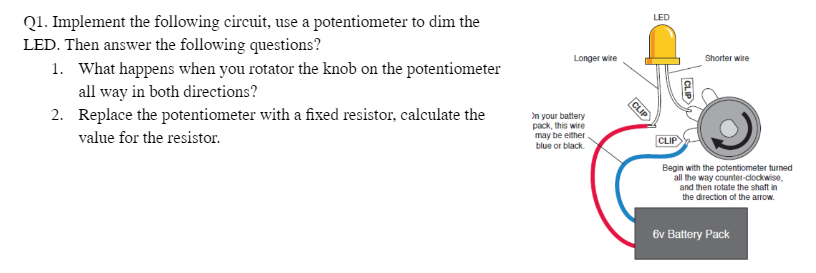 Q1. Implement the following circuit, use a potentiometer to dim the
LED. Then answer the following questions?
1. What happens when you rotator the knob on the potentiometer
all way in both directions?
2. Replace the potentiometer with a fixed resistor, calculate the
value for the resistor.
LED
Longer wire
Shorter wire
CLIP
CLIP
On your battery
pack, this wire
may be either
blue or black.
CLIP
Begin with the potentiometer turned
all the way counter-clockwise,
and then rotate the shaft in
the direction of the arrow.
6v Battery Pack